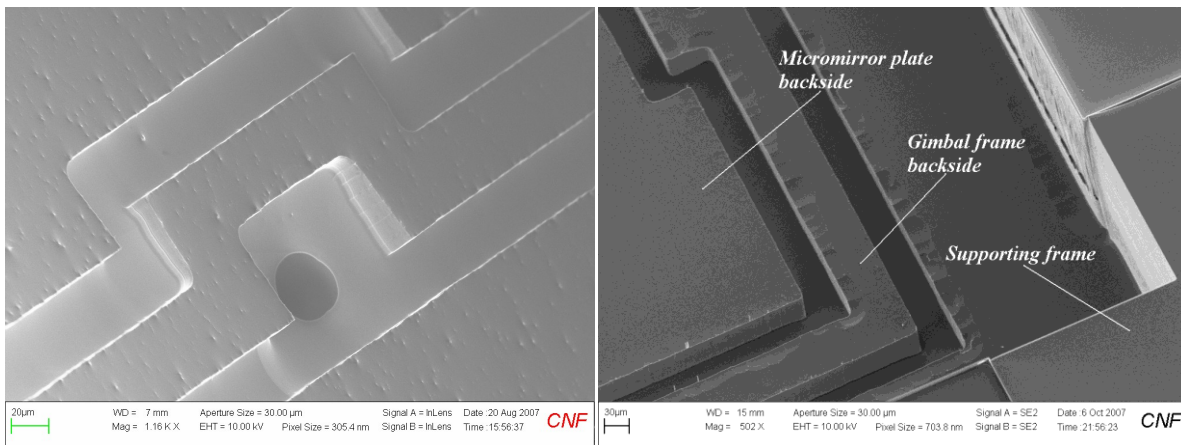 Micromirror plate
backside
Gimbal frame
backside
Supporting frame
20µm
WD = 7 mm
Mag = 1.16 K X
Aperture Size = 30.00 µm
EHT = 10.00 kV
Pixel Size = 305.4 nm
Signal A = InLens
Signal B = InLens
Date :20 Aug 2007
Time :15:56:37
CNF
30µm
WD = 15 mm
Mag = 502 X
Aperture Size = 30.00 µm
EHT = 10.00 kV
Pixel Size = 703.8 nm
Signal A = SE2
Signal B = SE2
Date :6 Oct 2007
Time :21:56:23
CNF